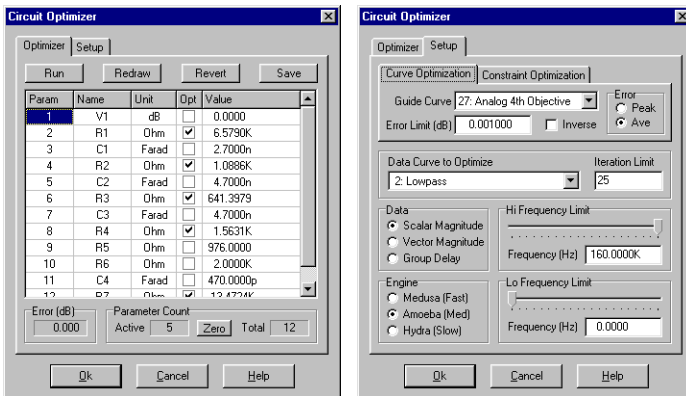 Circuit Optimizer
Optimizer Setup
Run Redraw Revert Save
Param Name Unit Opt Value
1 V1 dB 0.0000
2 R1 Ohm 6.5790K
3 C1 Farad 2.7000n
4 R2 Ohm 1.0886K
5 C2 Farad 4.7000n
6 R3 Ohm 641.3979
7 C3 Farad 4.7000n
8 R4 Ohm 1.5631K
9 R5 Ohm 976.0000
10 R6 Ohm 2.0000K
11 C4 Farad 470.0000p
12 R7 Ohm 13.4724K
Error (dB)
0.000
Parameter Count
Active 5 Zero Total 12
Ok Cancel Help
Circuit Optimizer
Optimizer Setup
Curve Optimization Constraint Optimization
Guide Curve 27: Analog 4th Objective
Error Limit (dB) 0.001000 Inverse
Error
Peak
Ave
Data Curve to Optimize
2: Lowpass
Iteration Limit
25
Data
Scalar Magnitude
Vector Magnitude
Group Delay
Hi Frequency Limit
Frequency (Hz) 160.0000K
Engine
Medusa (Fast)
Amoeba (Med)
Hydra (Slow)
Lo Frequency Limit
Frequency (Hz) 0.0000
Ok Cancel Help